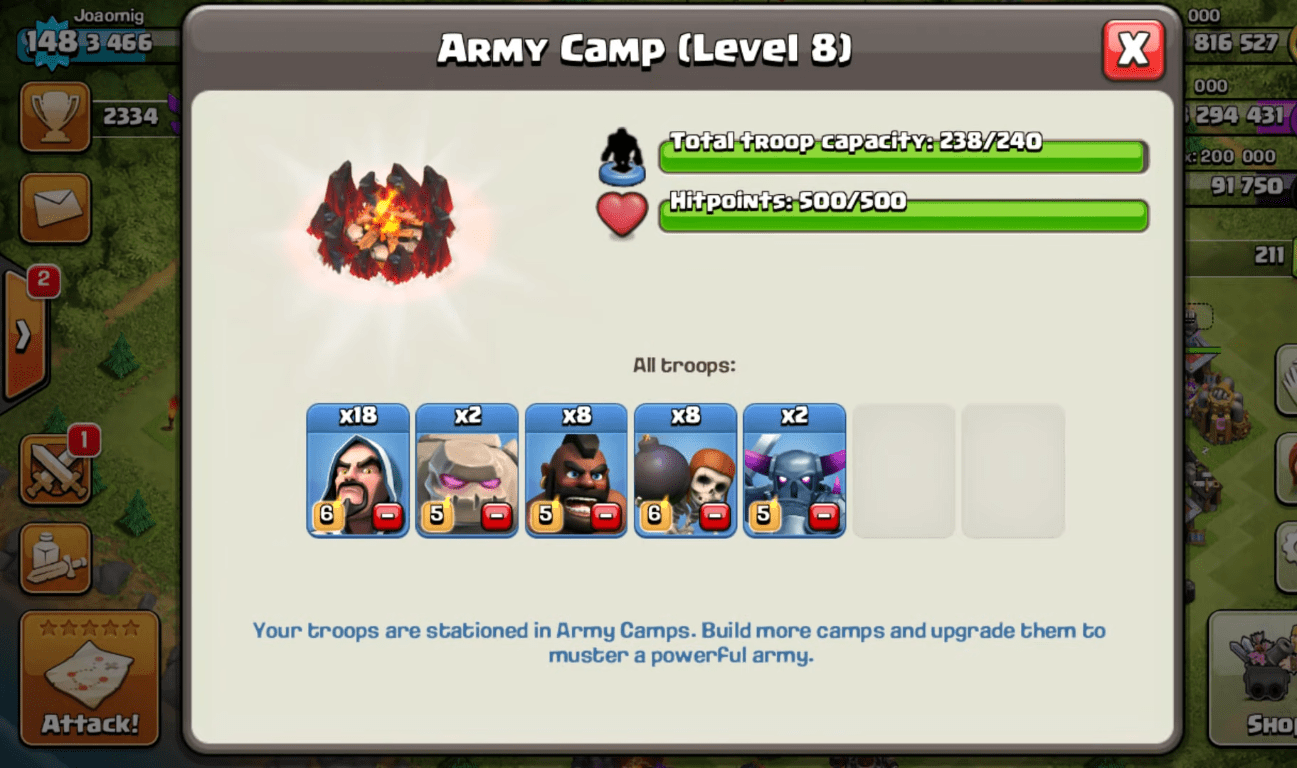 Joaomig
148
3 466
2334
2
1
Attack!
Army Camp (Level 8)
X
Total troop capacity: 238/240
Hitpoints: 500/500
All troops:
x18
x2
x8
x8
x2
6
5
5
6
5
Your troops are stationed in Army Camps. Build more camps and upgrade them to
muster a powerful army.
000
816 527
000
294 431
x: 200 000
91 750
211
Sho